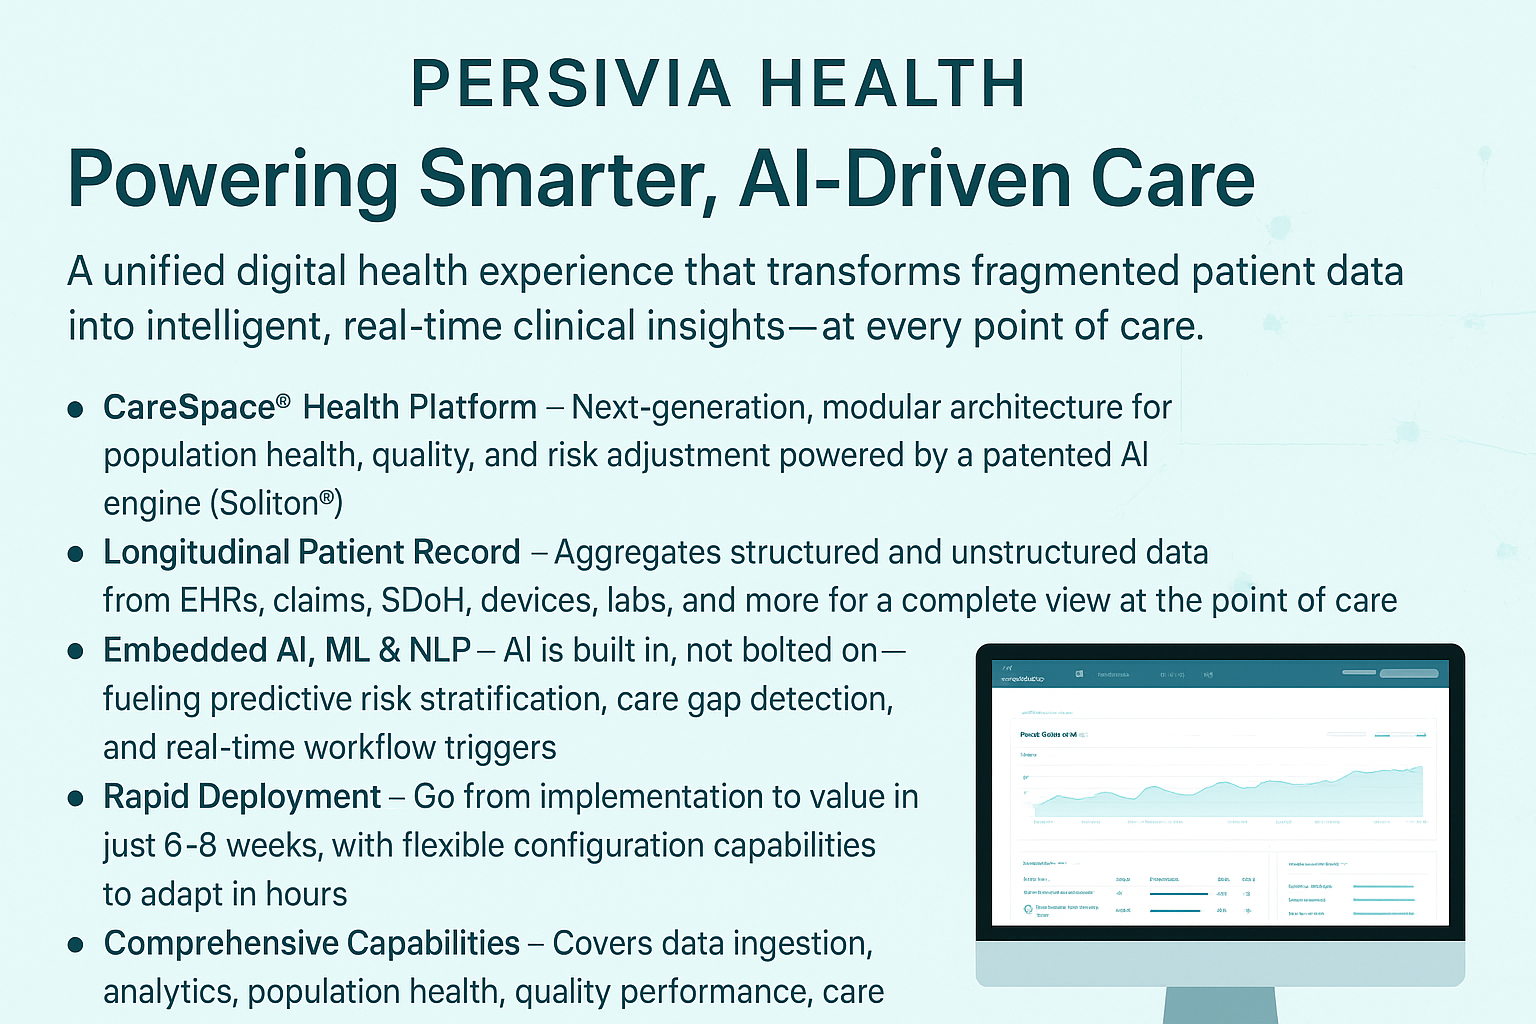 PERSIVIA HEALTH
Powering Smarter, AI-Driven Care
A unified digital health experience that transforms fragmented patient data
into intelligent, real-time clinical insights—at every point of care.
• CareSpace® Health Platform – Next-generation, modular architecture for
population health, quality, and risk adjustment powered by a patented AI
engine (Soliton®)
• Longitudinal Patient Record – Aggregates structured and unstructured data
from EHRs, claims, SDoH, devices, labs, and more for a complete view at the point of care
• Embedded AI, ML & NLP – AI is built in, not bolted on—
fueling predictive risk stratification, care gap detection,
and real-time workflow triggers
• Rapid Deployment – Go from implementation to value in
just 6-8 weeks, with flexible configuration capabilities
to adapt in hours
• Comprehensive Capabilities – Covers data ingestion,
analytics, population health, quality performance, care